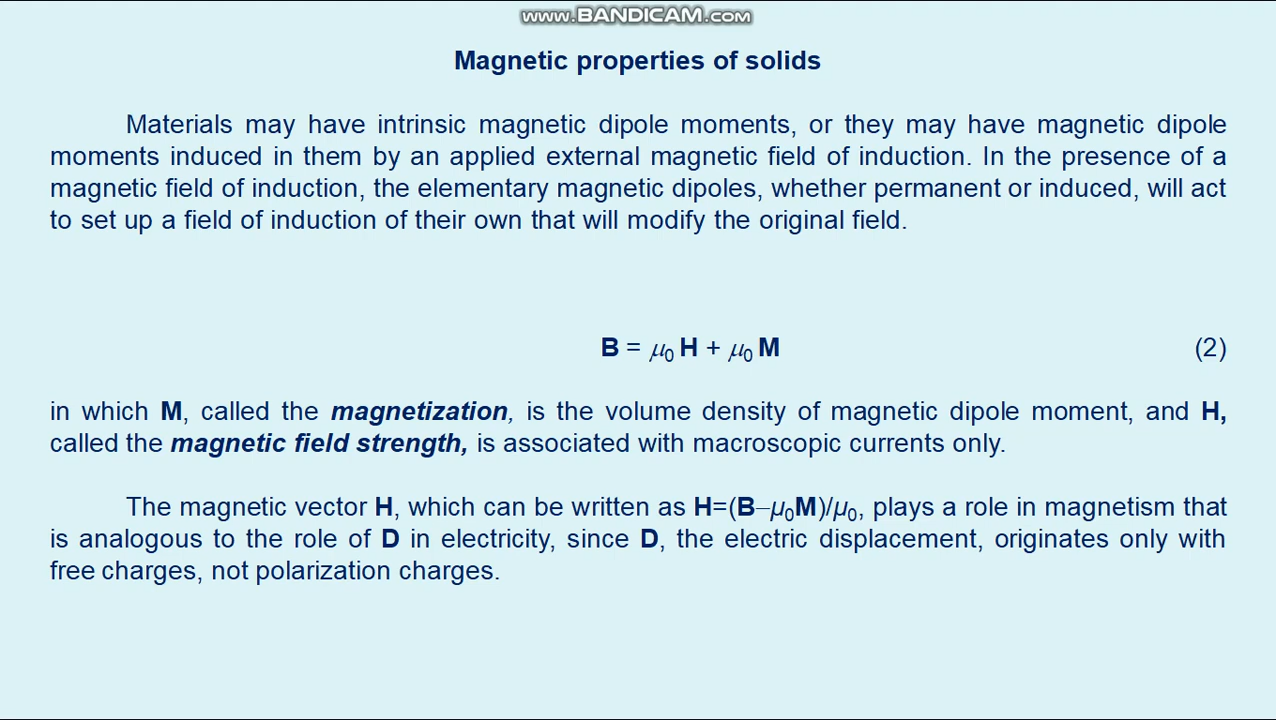 www.BANDICAM.com
Magnetic properties of solids
Materials may have intrinsic magnetic dipole moments, or they may have magnetic dipole
moments induced in them by an applied external magnetic field of induction. In the presence of a
magnetic field of induction, the elementary magnetic dipoles, whether permanent or induced, will act
to set up a field of induction of their own that will modify the original field.
B = μ₀ H + μ₀ M (2)
in which M, called the magnetization, is the volume density of magnetic dipole moment, and H,
called the magnetic field strength, is associated with macroscopic currents only.
The magnetic vector H, which can be written as H=(B–μ₀M)/μ₀, plays a role in magnetism that
is analogous to the role of D in electricity, since D, the electric displacement, originates only with
free charges, not polarization charges.